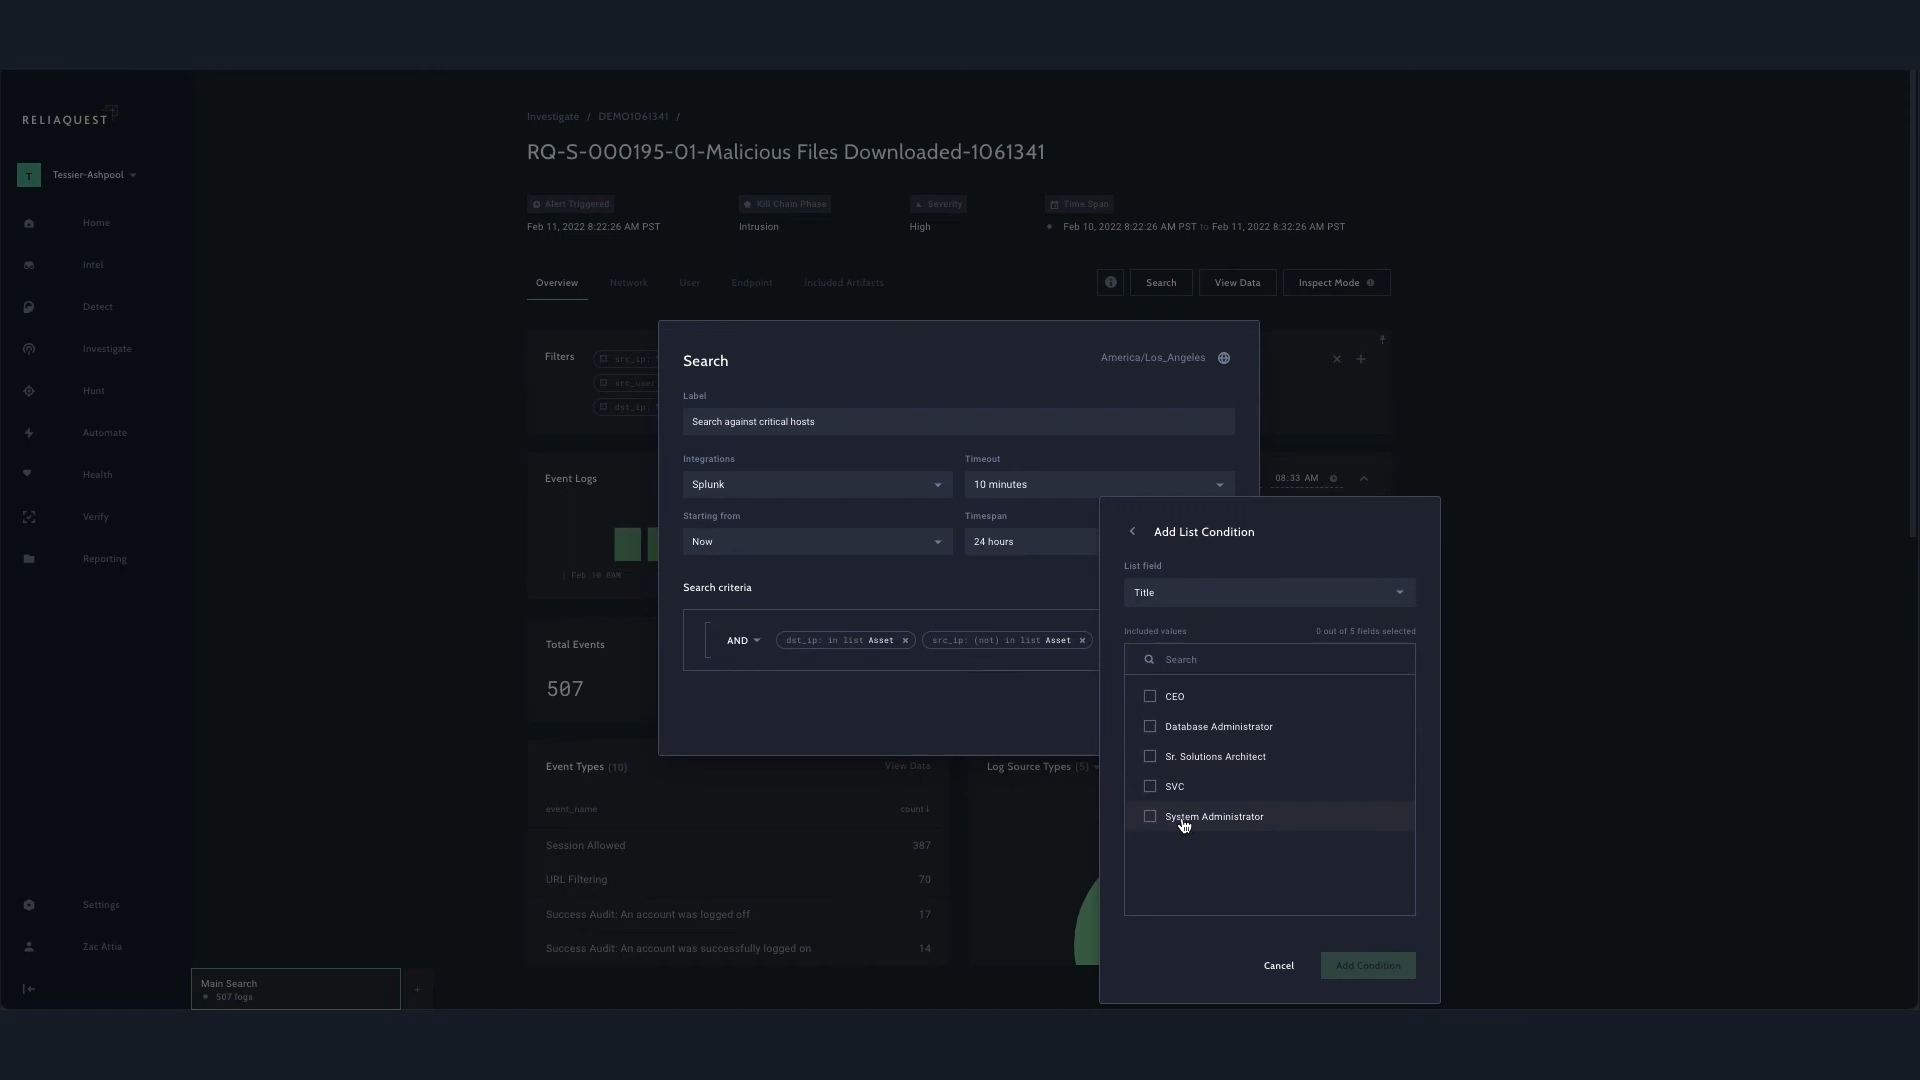 RELIAQUEST
T
Tessier-Ashpool
Home
Intel
Detect
Investigate
Hunt
Automate
Health
Verify
Reporting
Settings
Zac Attia
Investigate / DEMO1061341 /
RQ-S-000195-01-Malicious Files Downloaded-1061341
Alert Triggered
Feb 11, 2022 8:22:26 AM PST
Kill Chain Phase
Intrusion
Severity
High
Time Span
Feb 10, 2022 8:22:26 AM PST to Feb 11, 2022 8:32:26 AM PST
Overview Network User Endpoint Included Artifacts
Search View Data Inspect Mode
Filters
src_ip:
src_user
dst_ip:
Event Logs
08:33 AM
Feb 10 8AM
Total Events
507
Event Types (10) View Data
event_name count
Session Allowed 387
URL Filtering 70
Success Audit: An account was logged off 17
Success Audit: An account was successfully logged on 14
Log Source Types (5)
Main Search
507 logs
+
Search
America/Los_Angeles
Label
Search against critical hosts
Integrations
Splunk
Timeout
10 minutes
Starting from
Now
Timespan
24 hours
Search criteria
AND dst_ip: in list Asset × src_ip: (not) in list Asset ×
Add List Condition
List field
Title
Included values 0 out of 5 fields selected
Search
CEO
Database Administrator
Sr. Solutions Architect
SVC
System Administrator
Cancel Add Condition